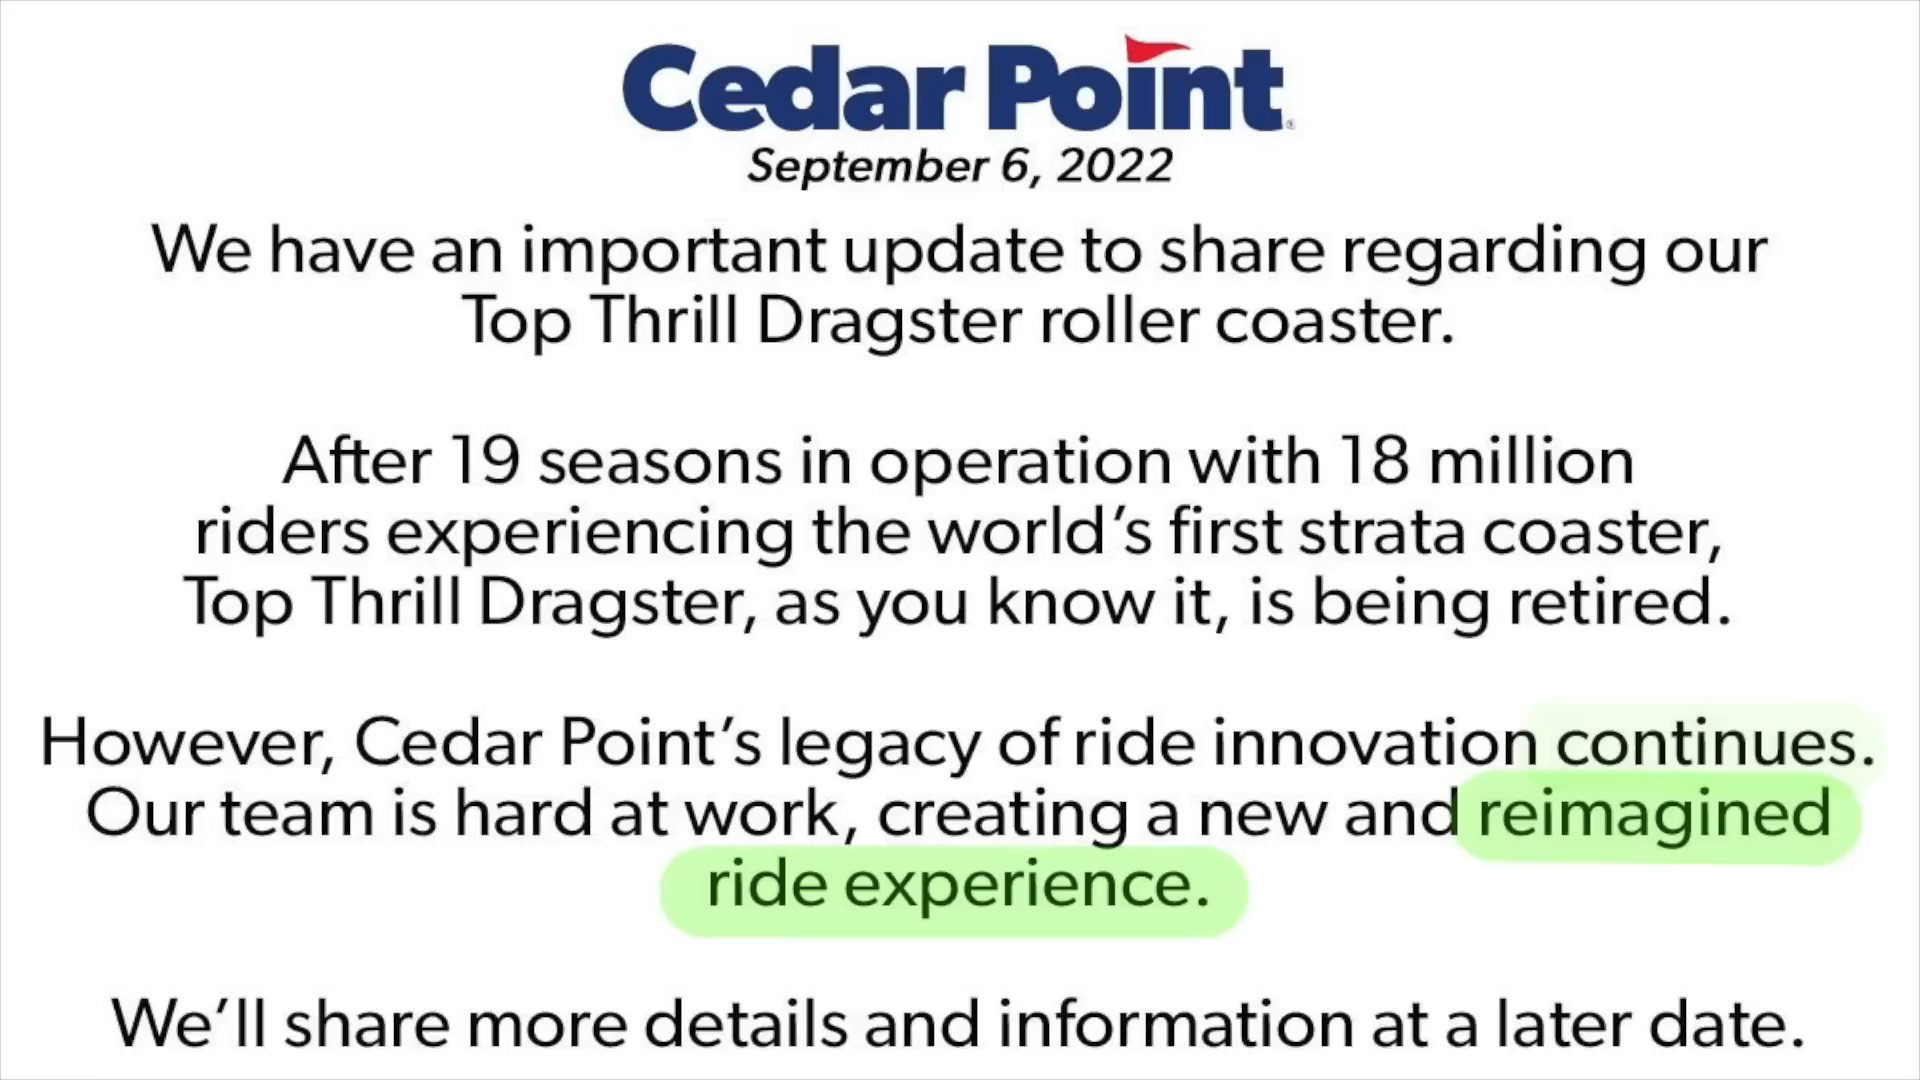 Cedar Point
September 6, 2022
We have an important update to share regarding our
Top Thrill Dragster roller coaster.
After 19 seasons in operation with 18 million
riders experiencing the world’s first strata coaster,
Top Thrill Dragster, as you know it, is being retired.
However, Cedar Point’s legacy of ride innovation continues.
Our team is hard at work, creating a new and reimagined
ride experience.
We’ll share more details and information at a later date.